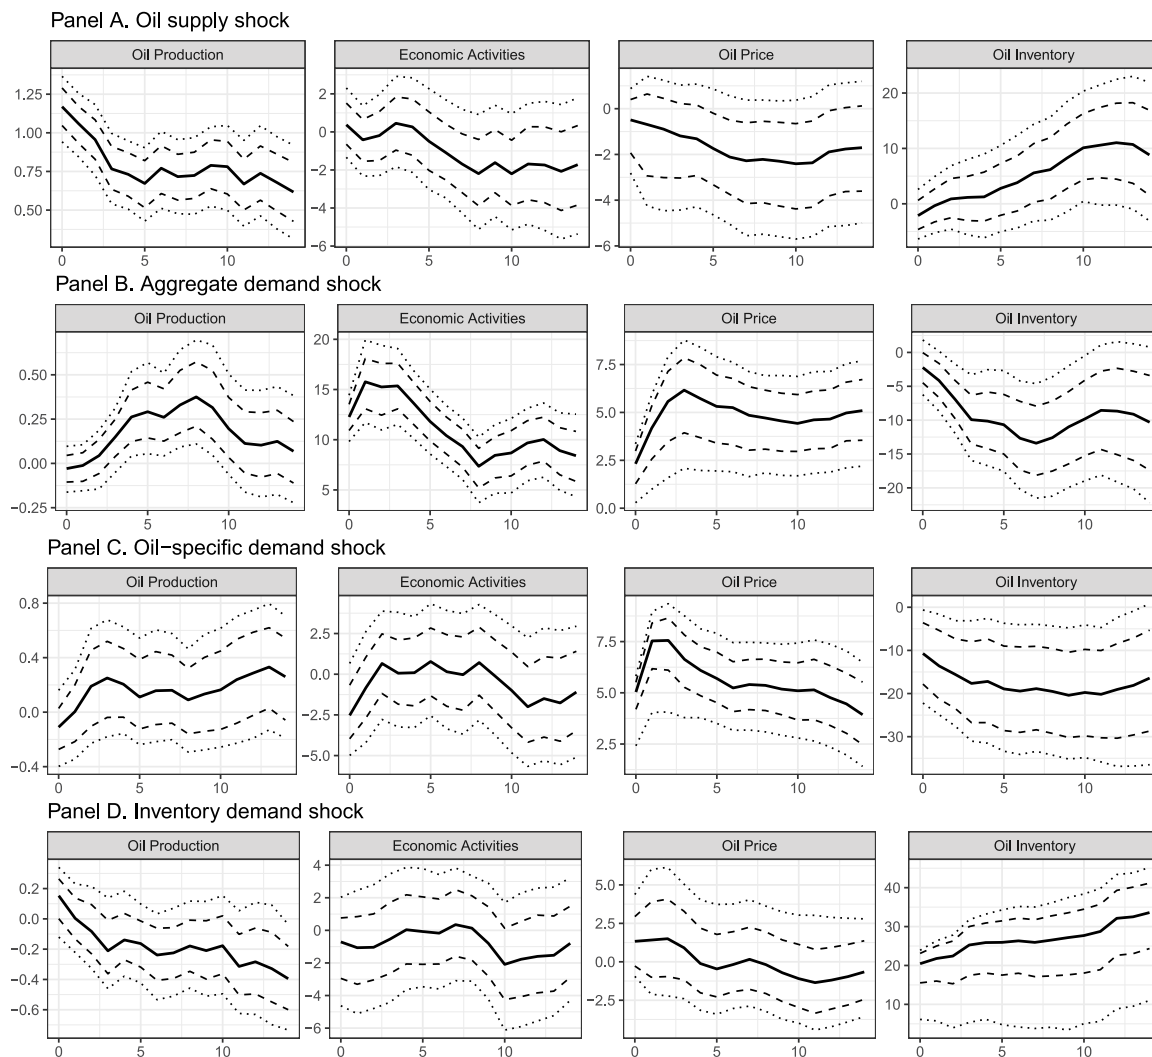 Panel A. Oil supply shock
Oil Production Economic Activities Oil Price Oil Inventory
1.25 2 0 20
1.00 0 −2 10
0.75 −2 −4 0
0.50 −4 −6
−6
0 5 10 0 5 10 0 5 10 0 5 10
Panel B. Aggregate demand shock
Oil Production Economic Activities Oil Price Oil Inventory
0.50 20 7.5 0
0.25 15 5.0 −5
0.00 10 2.5 −10
−0.25 5 0.0 −15
−20
0 5 10 0 5 10 0 5 10 0 5 10
Panel C. Oil−specific demand shock
Oil Production Economic Activities Oil Price Oil Inventory
0.8 2.5 7.5 0
0.4 0.0 5.0 −10
0.0 −2.5 2.5 −20
−0.4 −5.0 −30
0 5 10 0 5 10 0 5 10 0 5 10
Panel D. Inventory demand shock
Oil Production Economic Activities Oil Price Oil Inventory
0.2 4 5.0 40
0.0 2 2.5 30
−0.2 0 0.0 20
−0.4 −2 −2.5 10
−0.6 −4
−6
0 5 10 0 5 10 0 5 10 0 5 10